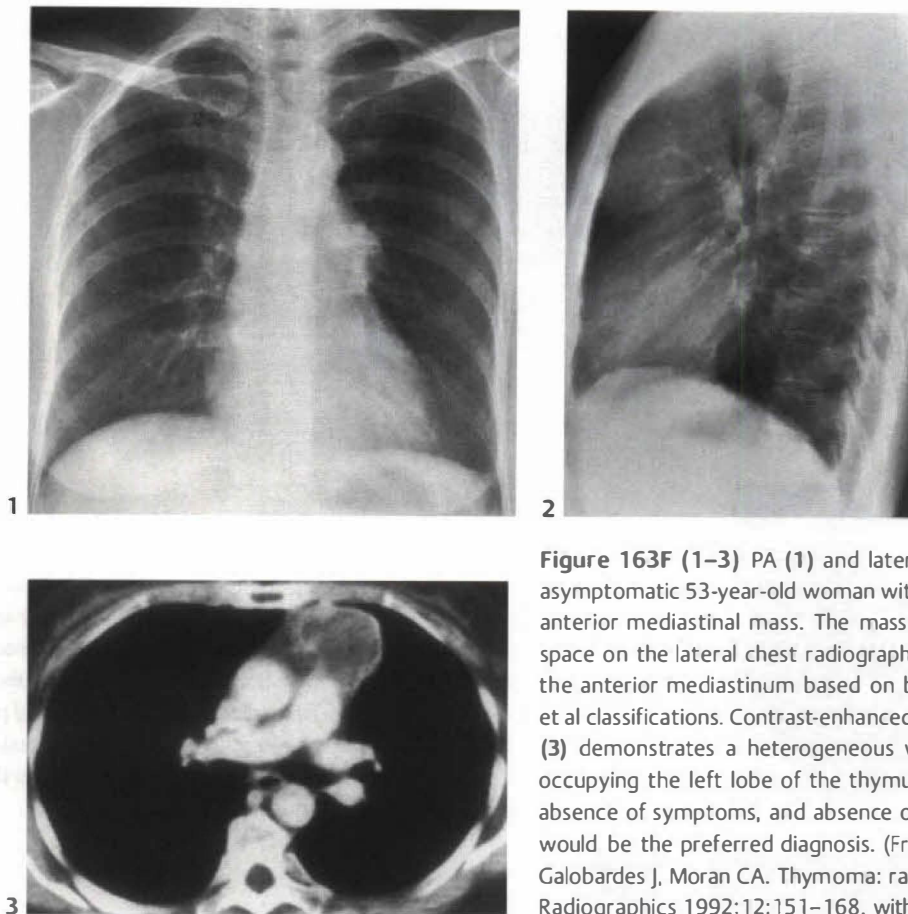 1
2
3
Figure 163F (1–3) PA (1) and later
asymptomatic 53-year-old woman wit
anterior mediastinal mass. The mass
space on the lateral chest radiograph
the anterior mediastinum based on b
et al classifications. Contrast-enhanced
(3) demonstrates a heterogeneous v
occupying the left lobe of the thymu
absence of symptoms, and absence o
would be the preferred diagnosis. (Fr
Galobardes J, Moran CA. Thymoma: ra
Radiographics 1992;12:151–168, with